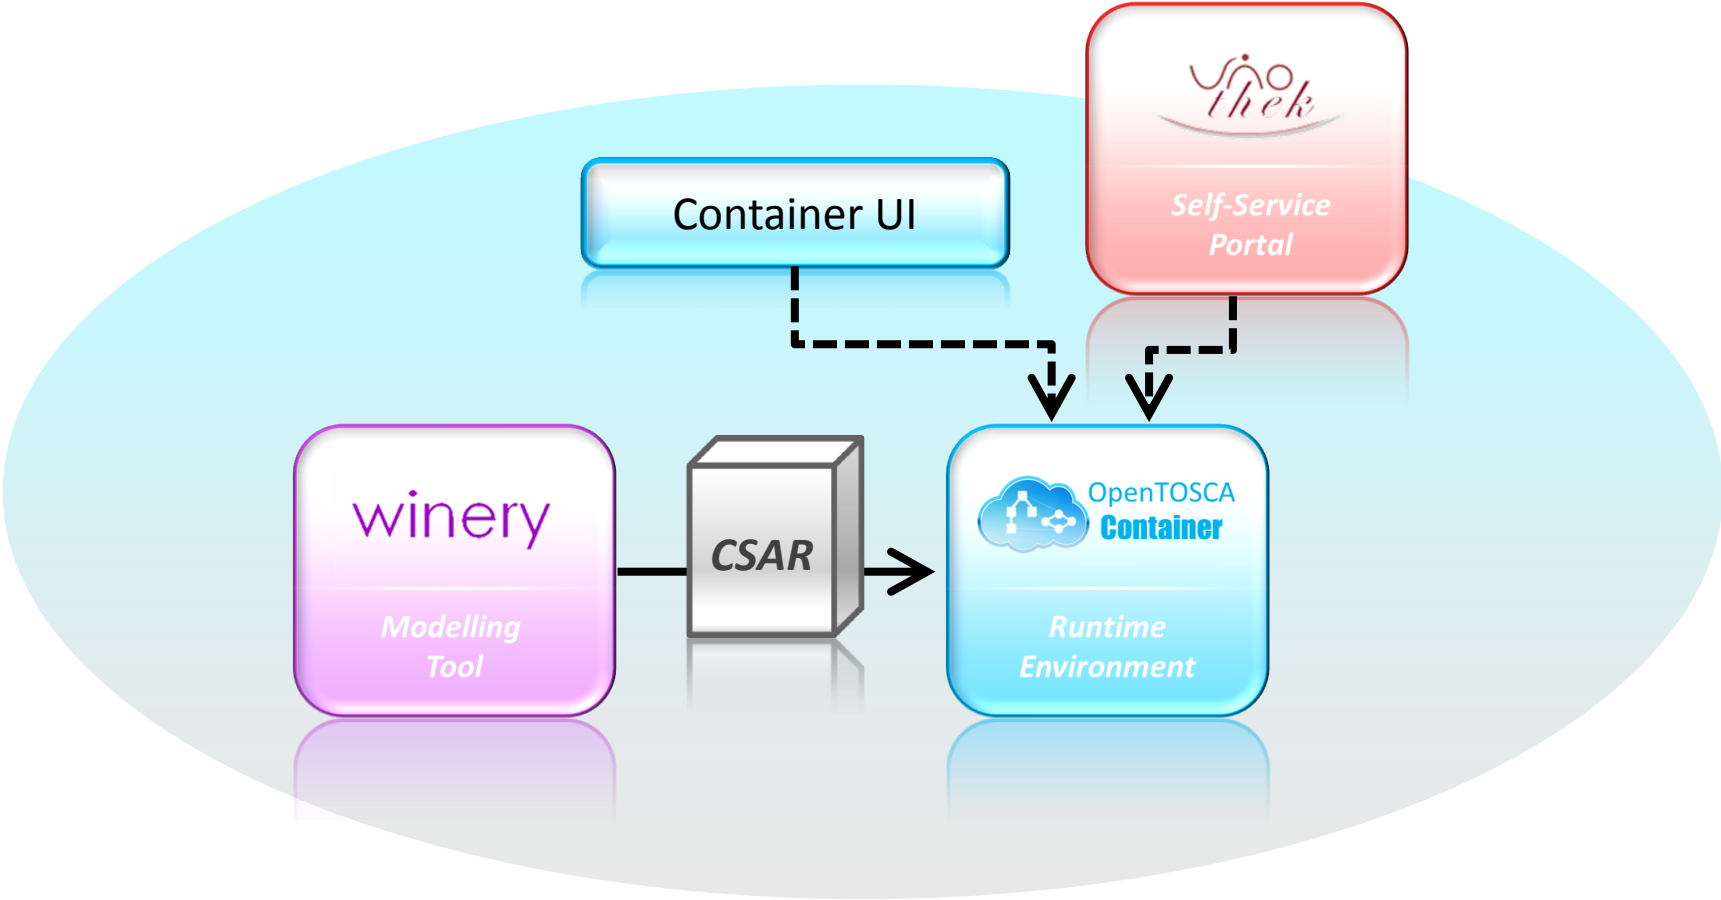 Vino
thek
Self-Service
Portal
Container UI
winery
Modelling
Tool
CSAR
OpenTOSCA
Container
Runtime
Environment